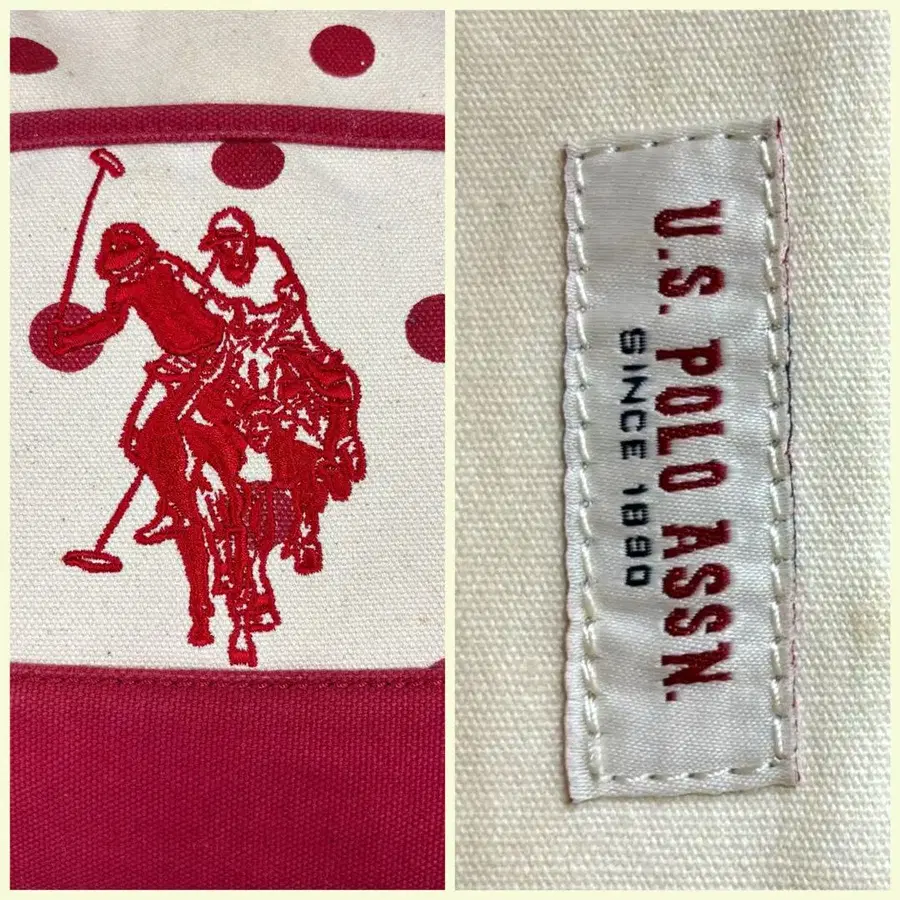 U.S. POLO ASSN.
SINCE 1890